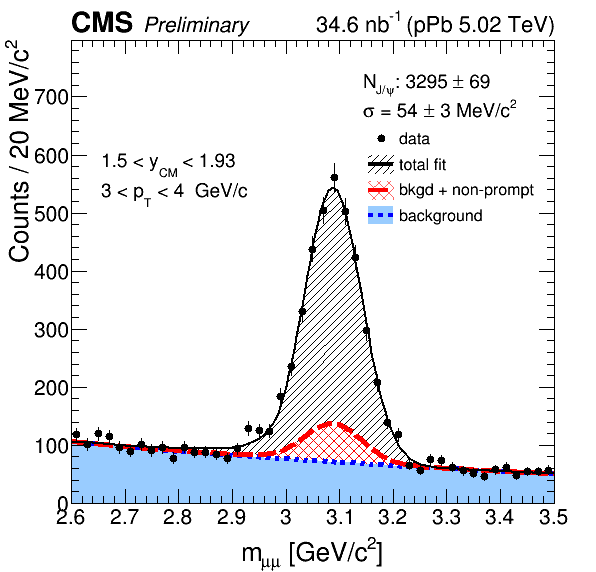 CMS Preliminary 34.6 nb⁻¹ (pPb 5.02 TeV)
Counts / 20 MeV/c²
N_J/ψ: 3295 ± 69
σ = 54 ± 3 MeV/c²
data
total fit
bkgd + non-prompt
background
1.5 < y_CM < 1.93
3 < p_T < 4 GeV/c
700
600
500
400
300
200
100
0
2.6 2.7 2.8 2.9 3 3.1 3.2 3.3 3.4 3.5
m_μμ [GeV/c²]